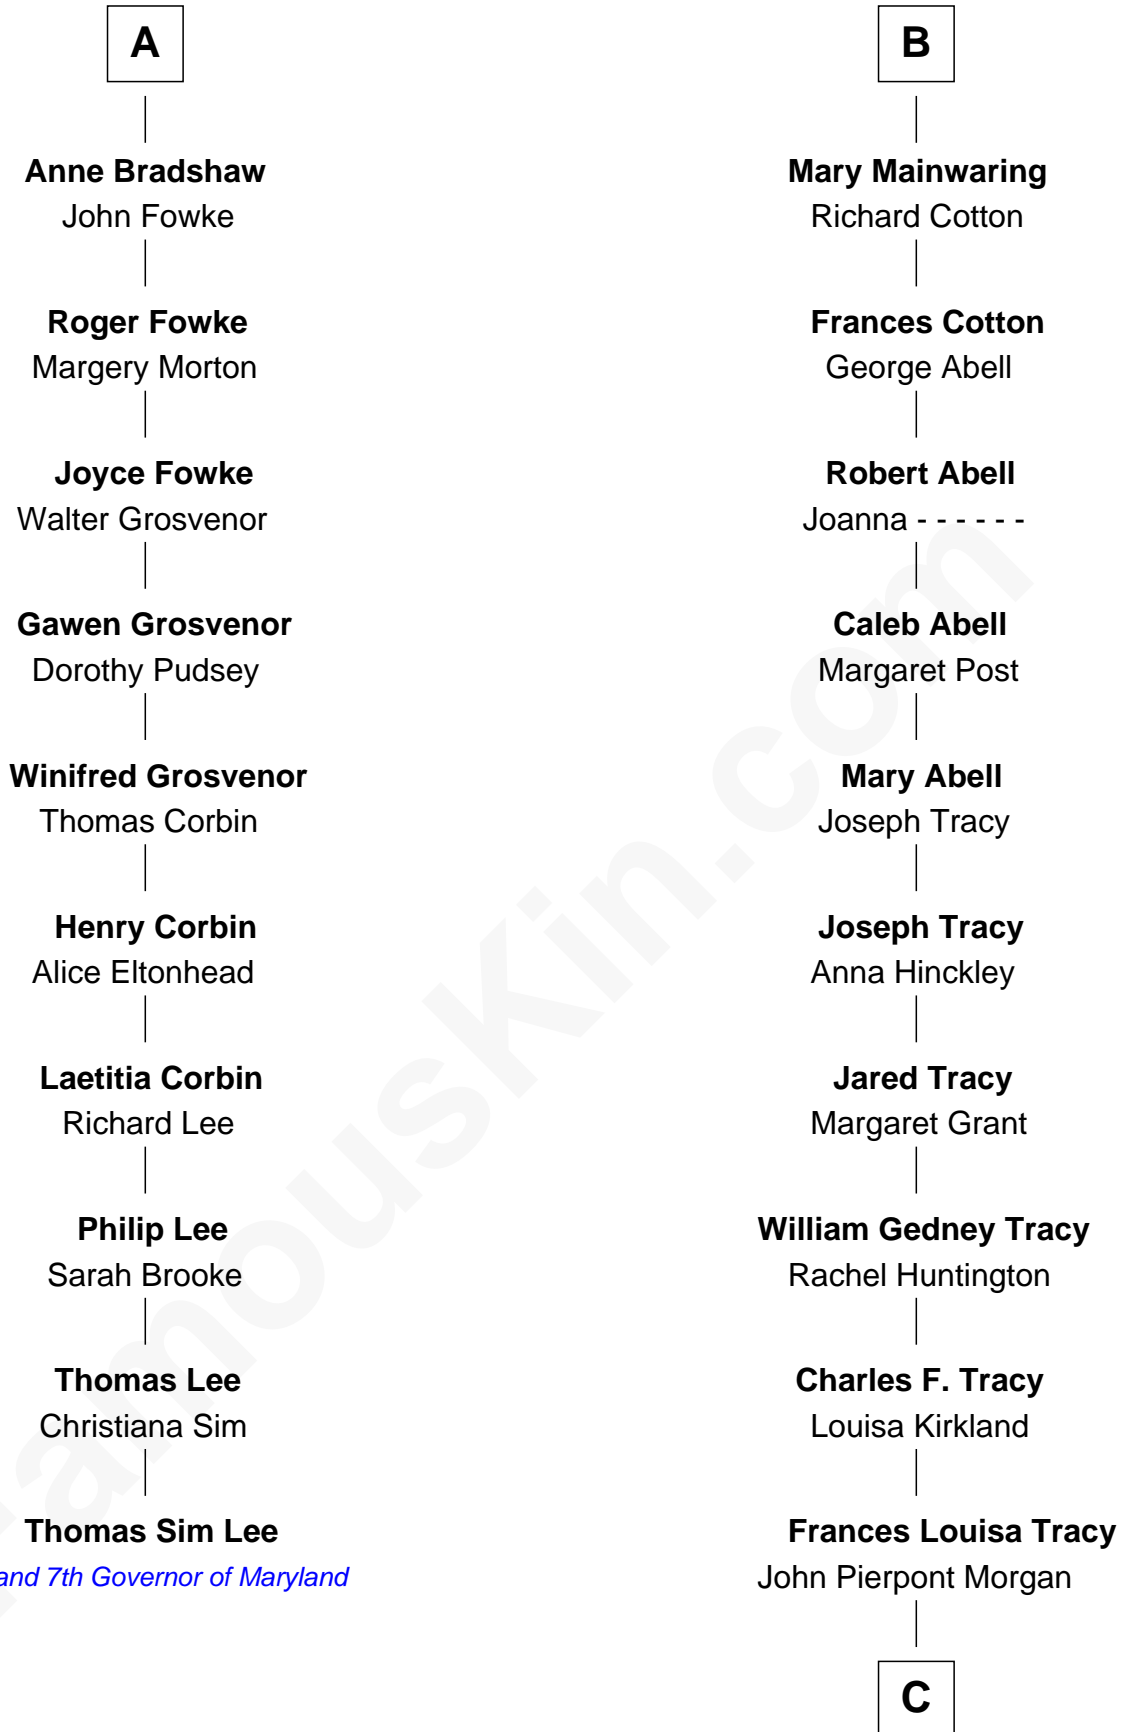 A
Anne Bradshaw
John Fowke
Roger Fowke
Margery Morton
Joyce Fowke
Walter Grosvenor
Gawen Grosvenor
Dorothy Pudsey
Winifred Grosvenor
Thomas Corbin
Henry Corbin
Alice Eltonhead
Laetitia Corbin
Richard Lee
Philip Lee
Sarah Brooke
Thomas Lee
Christiana Sim
Thomas Sim Lee
and 7th Governor of Maryland
B
Mary Mainwaring
Richard Cotton
Frances Cotton
George Abell
Robert Abell
Joanna - - - - - -
Caleb Abell
Margaret Post
Mary Abell
Joseph Tracy
Joseph Tracy
Anna Hinckley
Jared Tracy
Margaret Grant
William Gedney Tracy
Rachel Huntington
Charles F. Tracy
Louisa Kirkland
Frances Louisa Tracy
John Pierpont Morgan
C
FamousKin.com